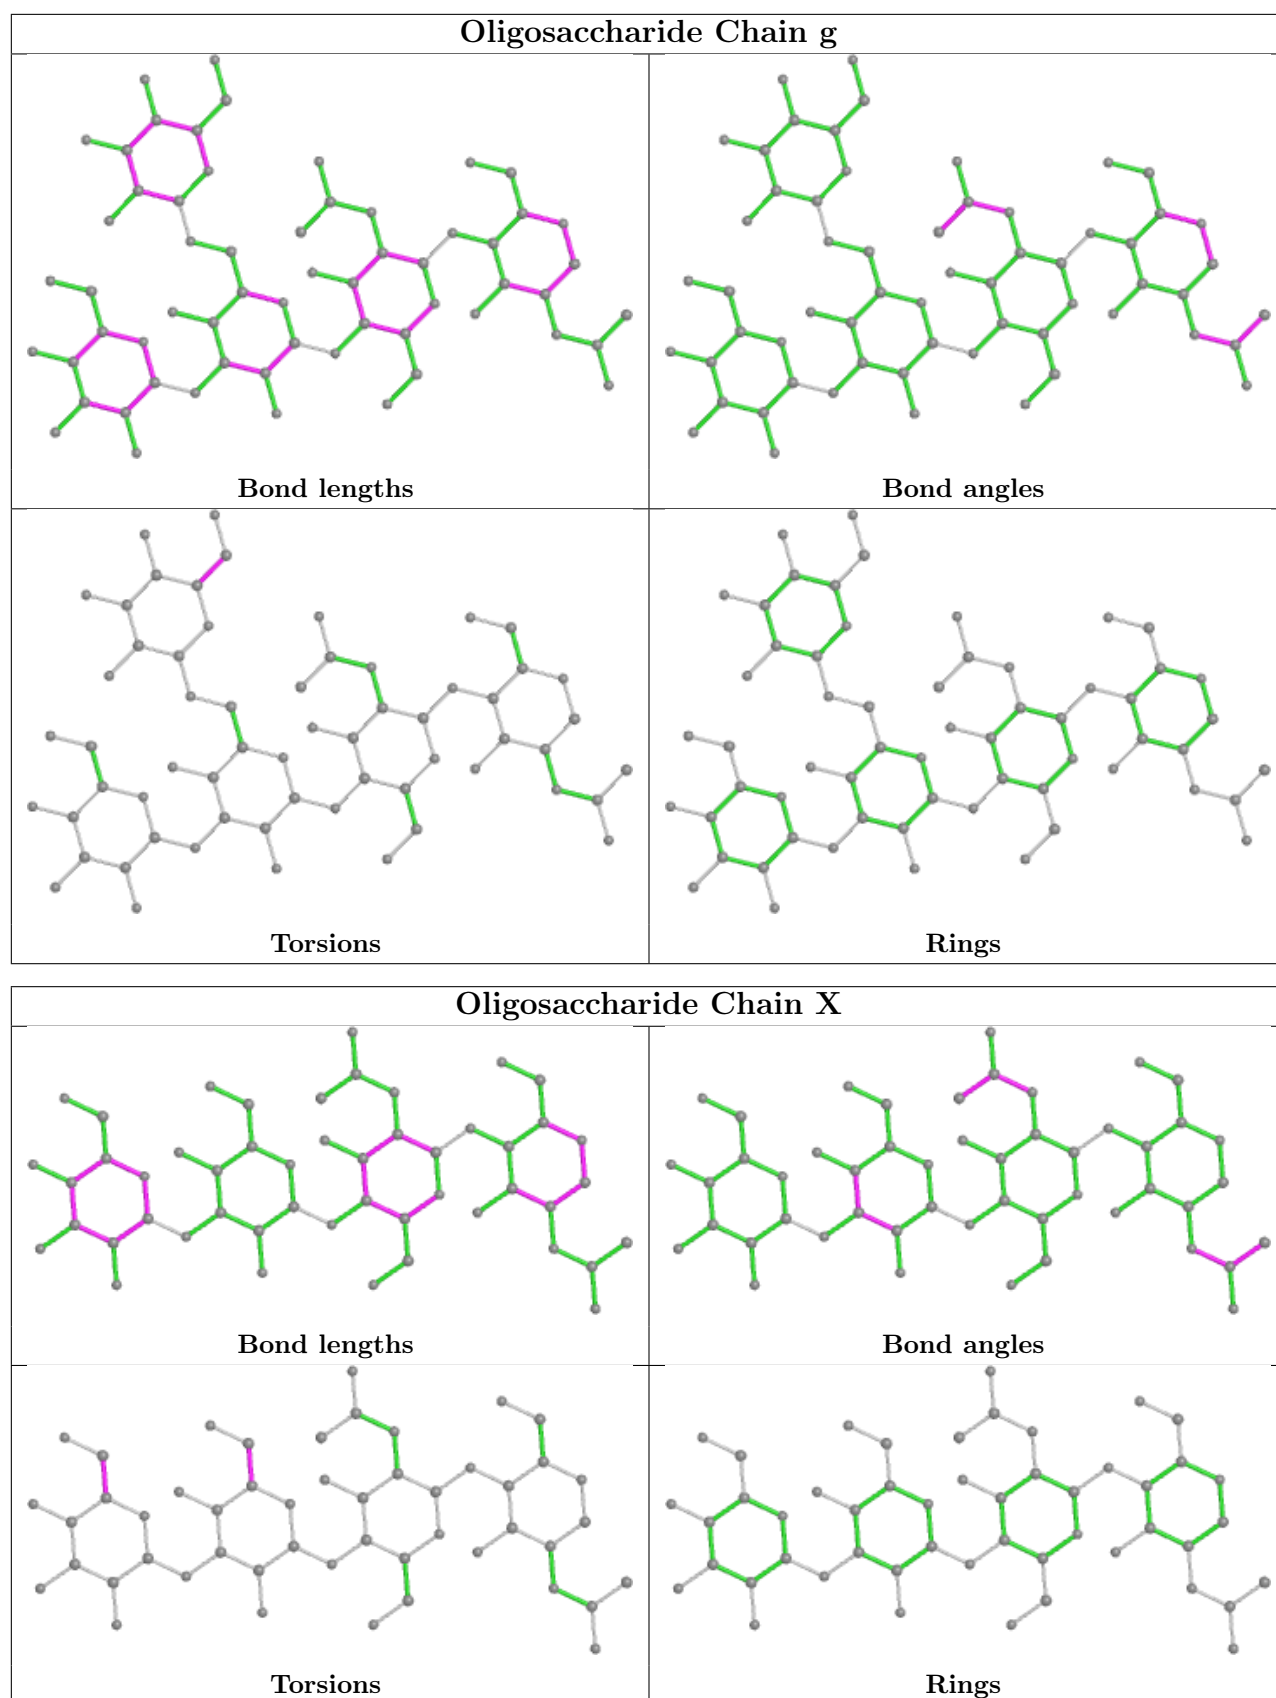 Oligosaccharide Chain g
Bond lengths
Bond angles
Torsions
Rings
Oligosaccharide Chain X
Bond lengths
Bond angles
Torsions
Rings